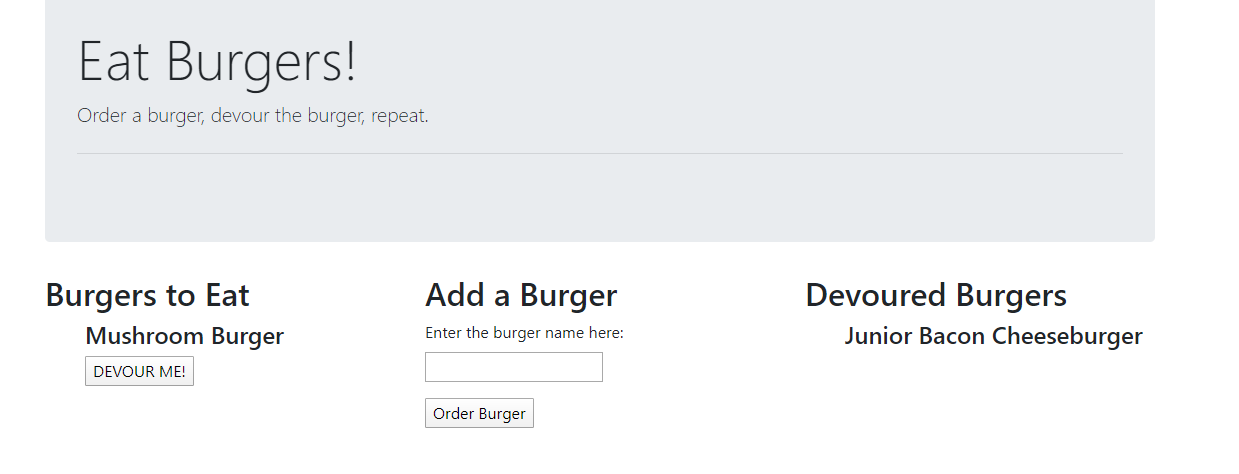 Eat Burgers!
Order a burger, devour the burger, repeat.
Burgers to Eat
Mushroom Burger
DEVOUR ME!
Add a Burger
Enter the burger name here:
Order Burger
Devoured Burgers
Junior Bacon Cheeseburger